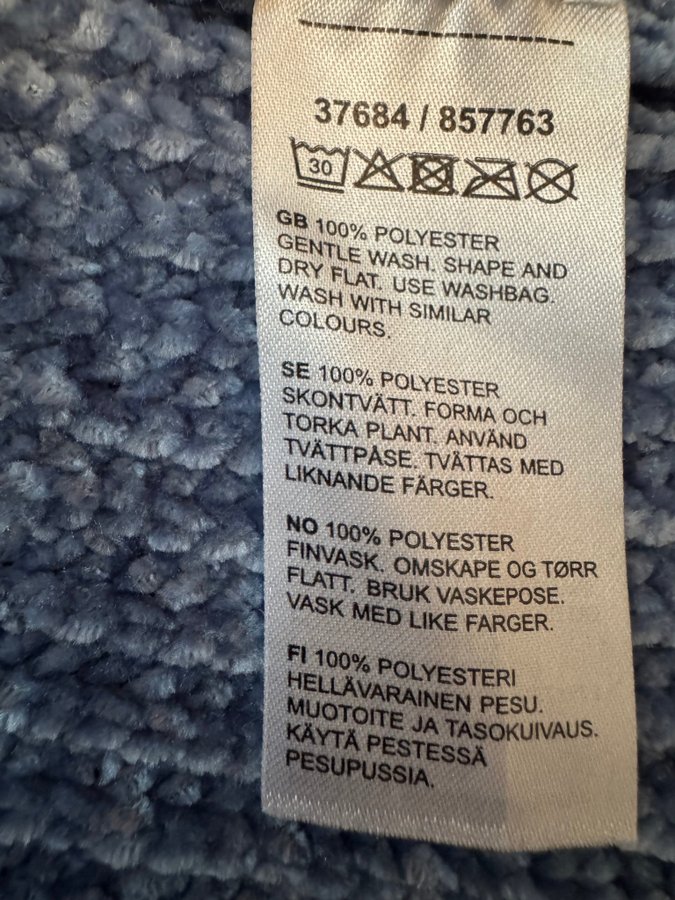 37684 / 857763
30
GB 100% POLYESTER
GENTLE WASH. SHAPE AND
DRY FLAT. USE WASHBAG.
WASH WITH SIMILAR
COLOURS.
SE 100% POLYESTER
SKONTVÄTT. FORMA OCH
TORKA PLANT. ANVÄND
TVÄTTPÅSE. TVÄTTAS MED
LIKNANDE FÄRGER.
NO 100% POLYESTER
FINVASK. OMSKAPE OG TØRR
FLATT. BRUK VASKEPOSE.
VASK MED LIKE FARGER.
FI 100% POLYESTERI
HELLÄVARAINEN PESU.
MUOTOITE JA TASOKUIVAUS.
KÄYTÄ PESTESSÄ
PESUPUSSIA.